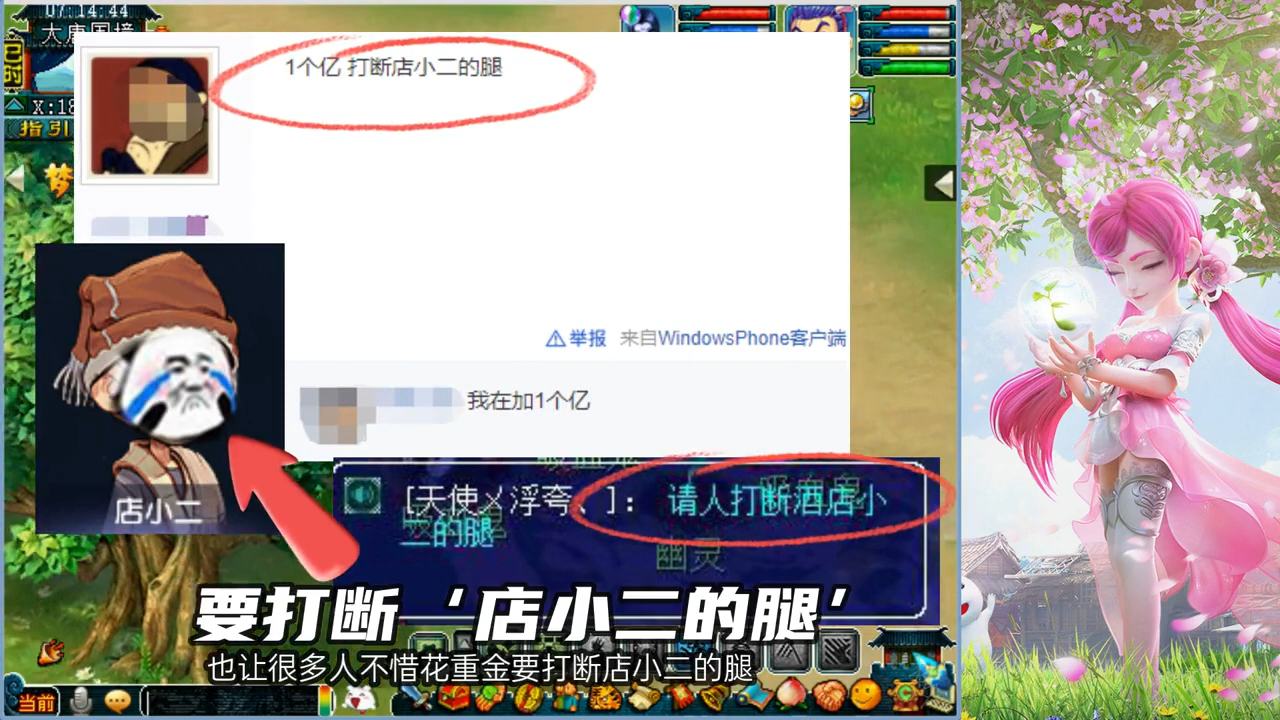 07 14:44
大唐国境
X:18
指引
梦
1个亿 打断店小二的腿
举报 来自WindowsPhone客户端
我在加1个亿
店小二
[天使乂浮夸、]： 请人打断酒店小
二的腿
幽灵
要打断‘店小二的腿’
也让很多人不惜花重金要打断店小二的腿
当前